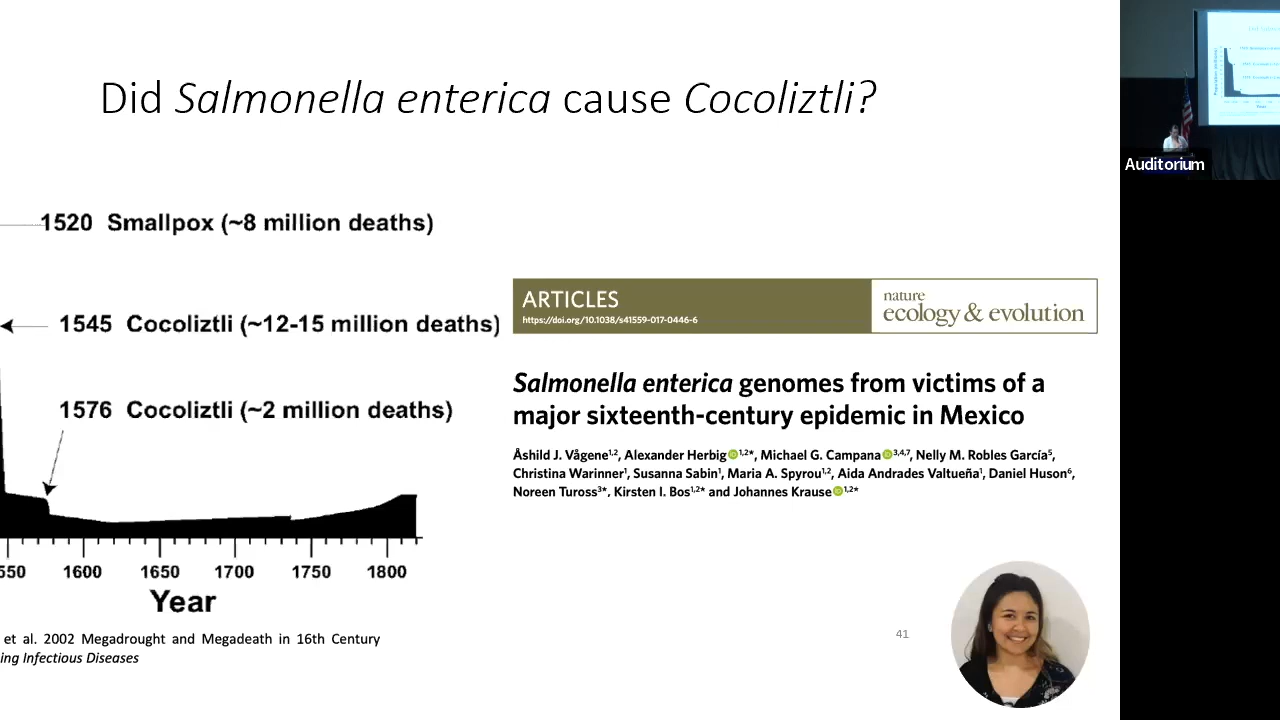 Did Salmonella enterica cause Cocoliztli?
1520 Smallpox (~8 million deaths)
1545 Cocoliztli (~12-15 million deaths)
1576 Cocoliztli (~2 million deaths)
550 1600 1650 1700 1750 1800
Year
et al. 2002 Megadrought and Megadeath in 16th Century
ing Infectious Diseases
ARTICLES
https://doi.org/10.1038/s41559-017-0446-6
nature
ecology & evolution
Salmonella enterica genomes from victims of a
major sixteenth-century epidemic in Mexico
Åshild J. Vågene1,2, Alexander Herbig1,2*, Michael G. Campana3,4,7, Nelly M. Robles García5,
Christina Warinner1, Susanna Sabin1, Maria A. Spyrou1,2, Aida Andrades Valtueña1, Daniel Huson6,
Noreen Tuross3*, Kirsten I. Bos1,2* and Johannes Krause1,2*
41
Auditorium